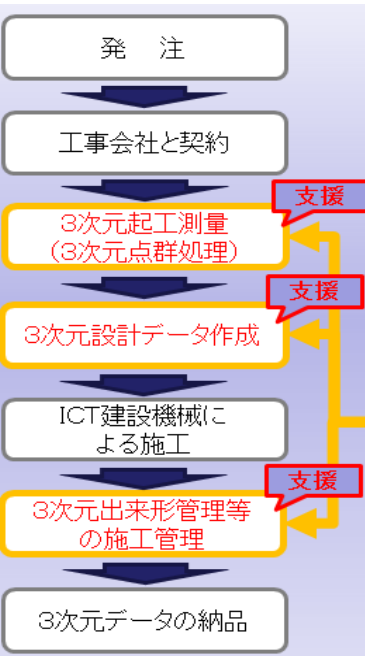 発 注
工事会社と契約
支援
3次元起工測量
(3次元点群処理)
支援
3次元設計データ作成
ICT建設機械に
よる施工
支援
3次元出来形管理等
の施工管理
3次元データの納品